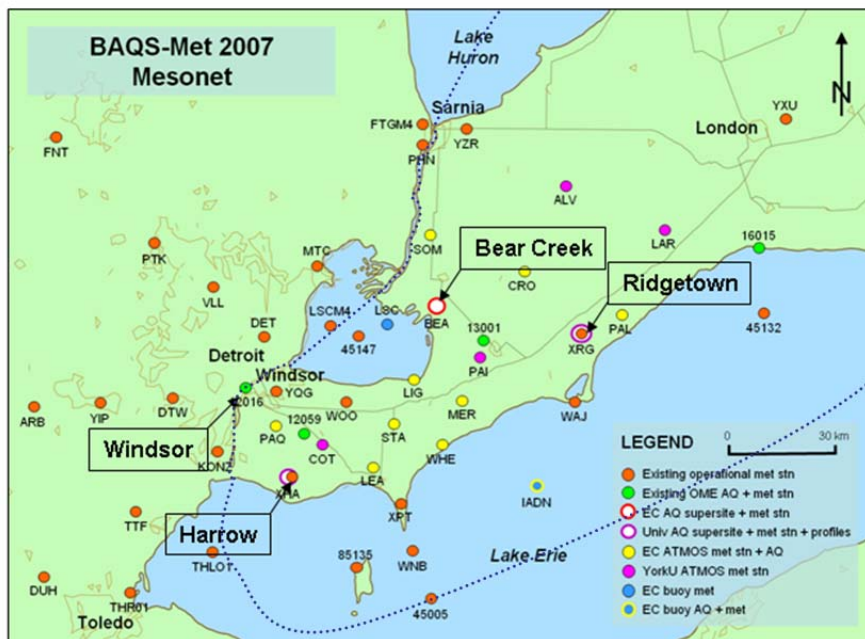 BAQS-Met 2007
Mesonet
Lake
Huron
N
Sarnia
FTGM4
PHN
YZR
London
YXU
FNT
ALV
LAR
16015
SOM
PTK
MTC
Bear Creek
Ridgetown
CRO
VLL
LSCM4
LSC
BEA
DET
45147
13001
XRG
PAL
45132
PAI
Detroit
Windsor
YQG
LIG
2016
WOO
MER
WAJ
ARB
YIP
DTW
Windsor
PAQ
12059
COT
STA
WHE
KONZ
LEA
XHA
Harrow
XPT
IADN
TTF
THLO1
85135
WNB
Lake Erie
DUH
THR01
Toledo
45005
LEGEND
0 30 km
Existing operational met stn
Existing OME AQ + met stn
EC AQ supersite + met stn
Univ AQ supersite + met stn + profiles
EC ATMOS met stn + AQ
YorkU ATMOS met stn
EC buoy met
EC buoy AQ + met